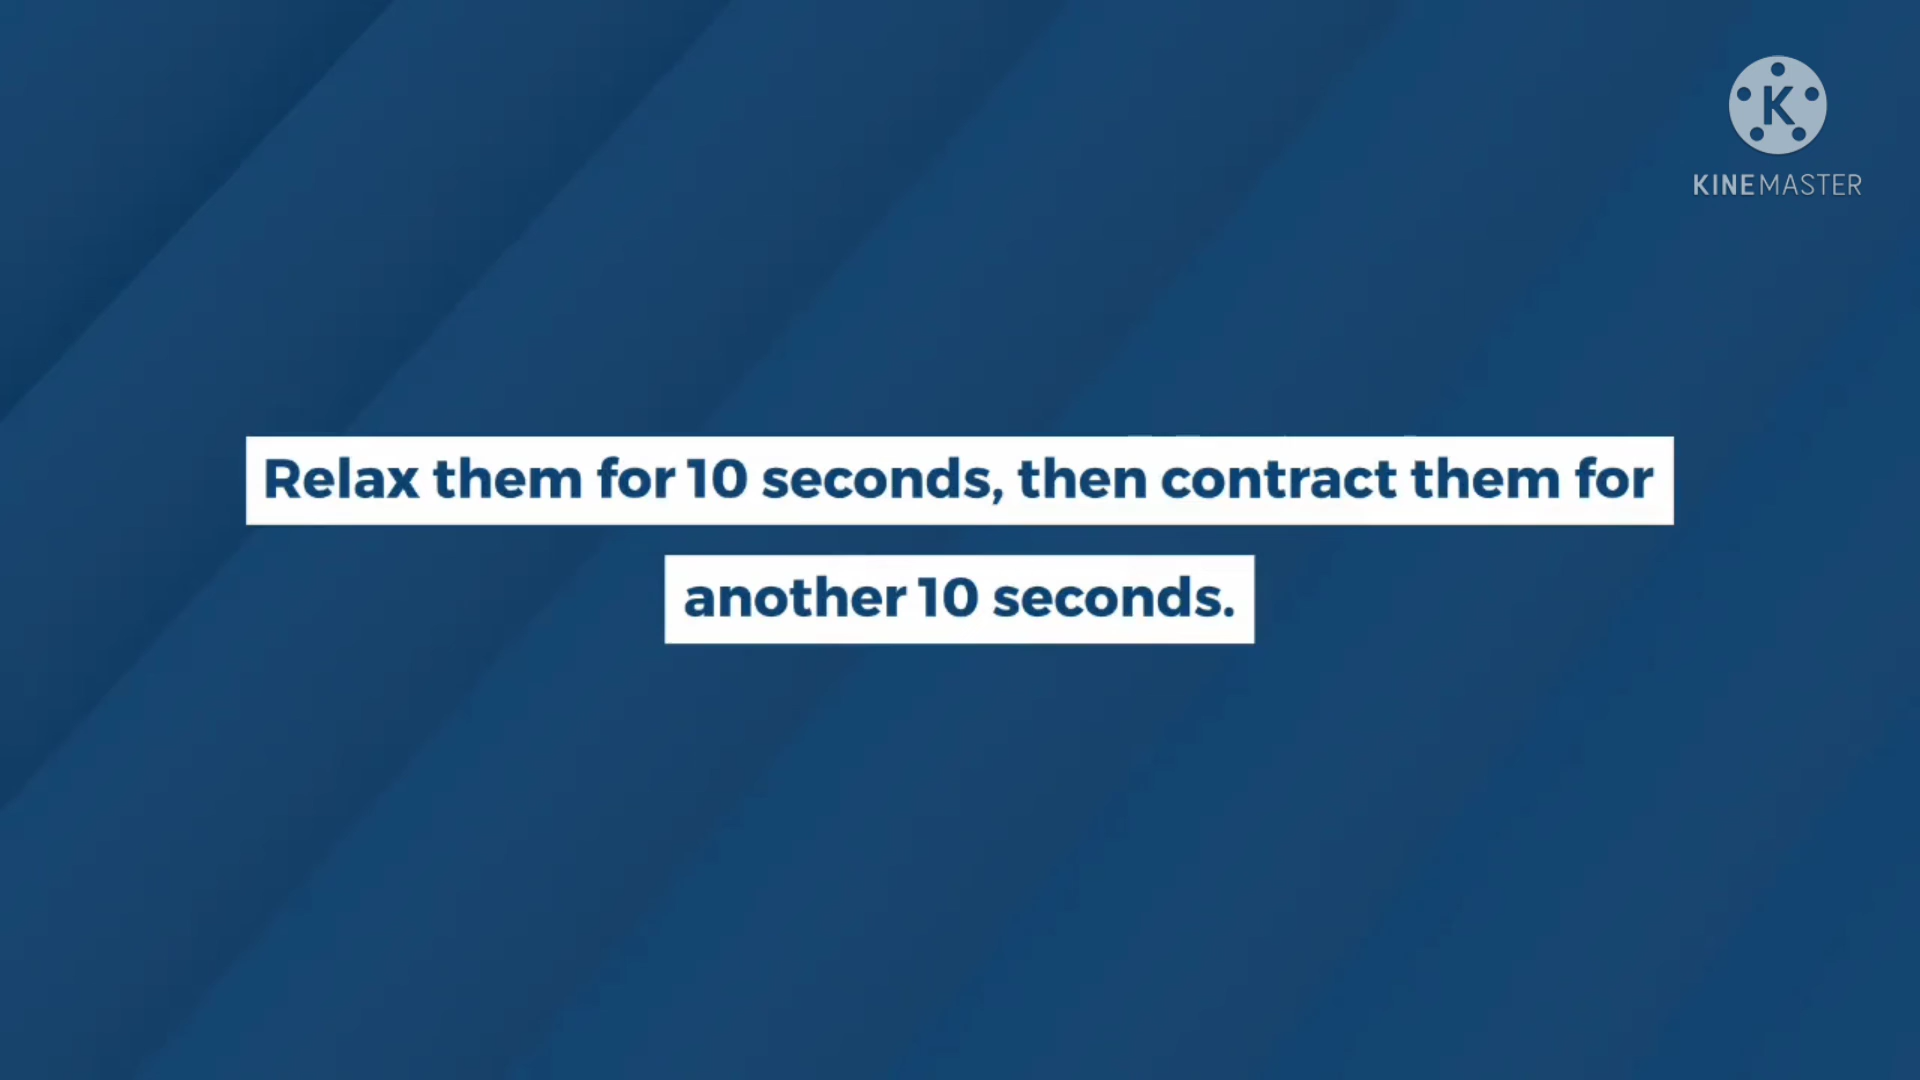 K
KINEMASTER
Relax them for 10 seconds, then contract them for
another 10 seconds.